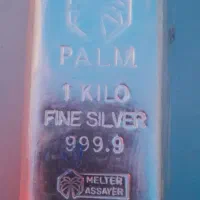 PALM
1 KILO
FINE SILVER
999.9
MELTER
ASSAYER